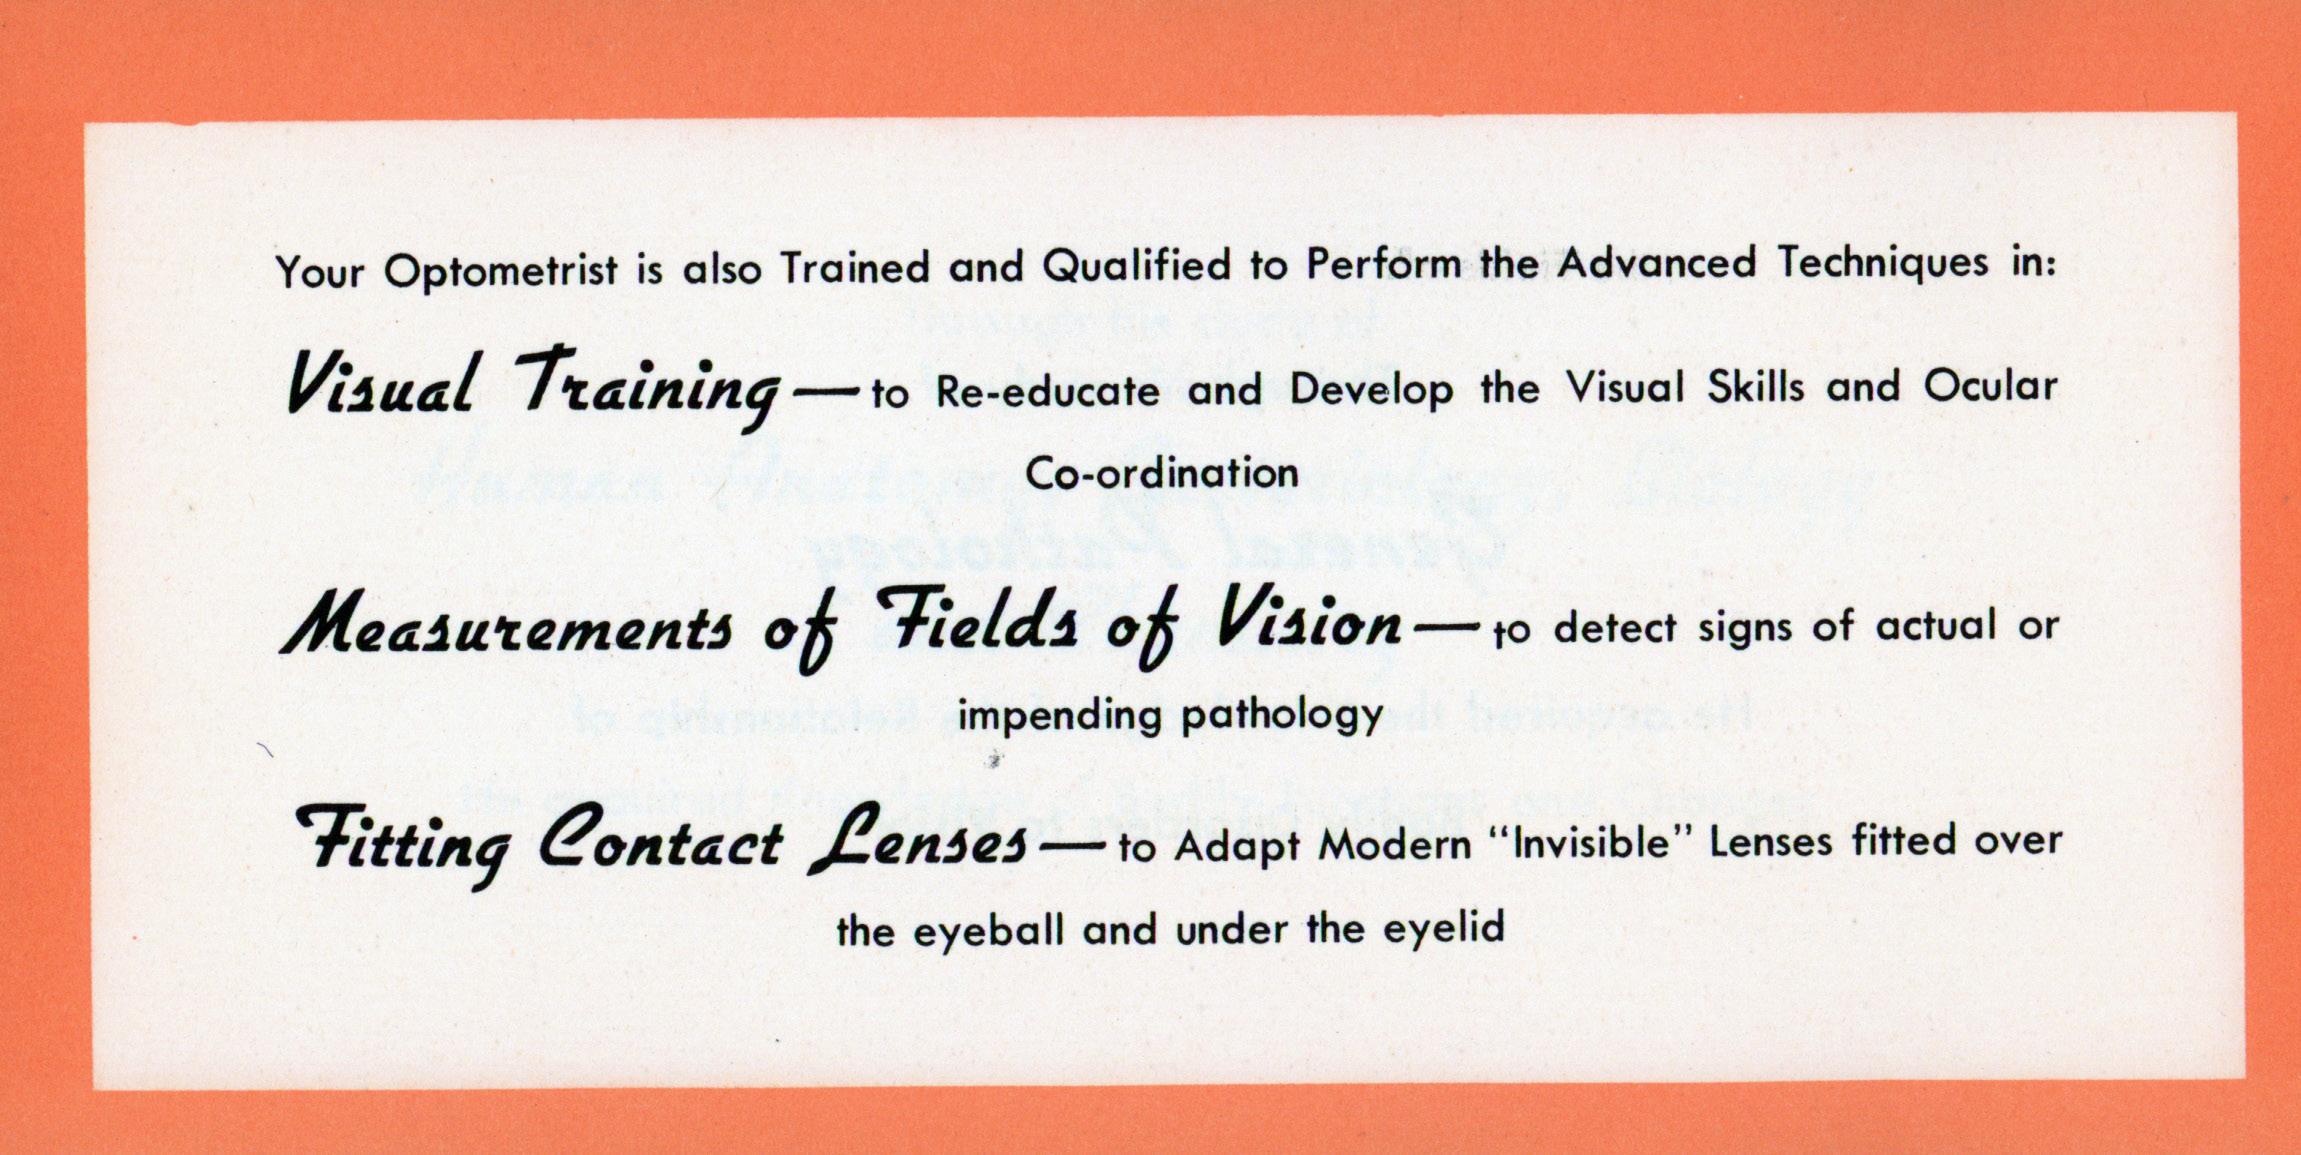 Your Optometrist is also Trained and Qualified to Perform the Advanced Techniques in:
Visual Training—to Re-educate and Develop the Visual Skills and Ocular
Co-ordination
Measurements of Fields of Vision—to detect signs of actual or
impending pathology
Fitting Contact Lenses—to Adapt Modern “Invisible” Lenses fitted over
the eyeball and under the eyelid